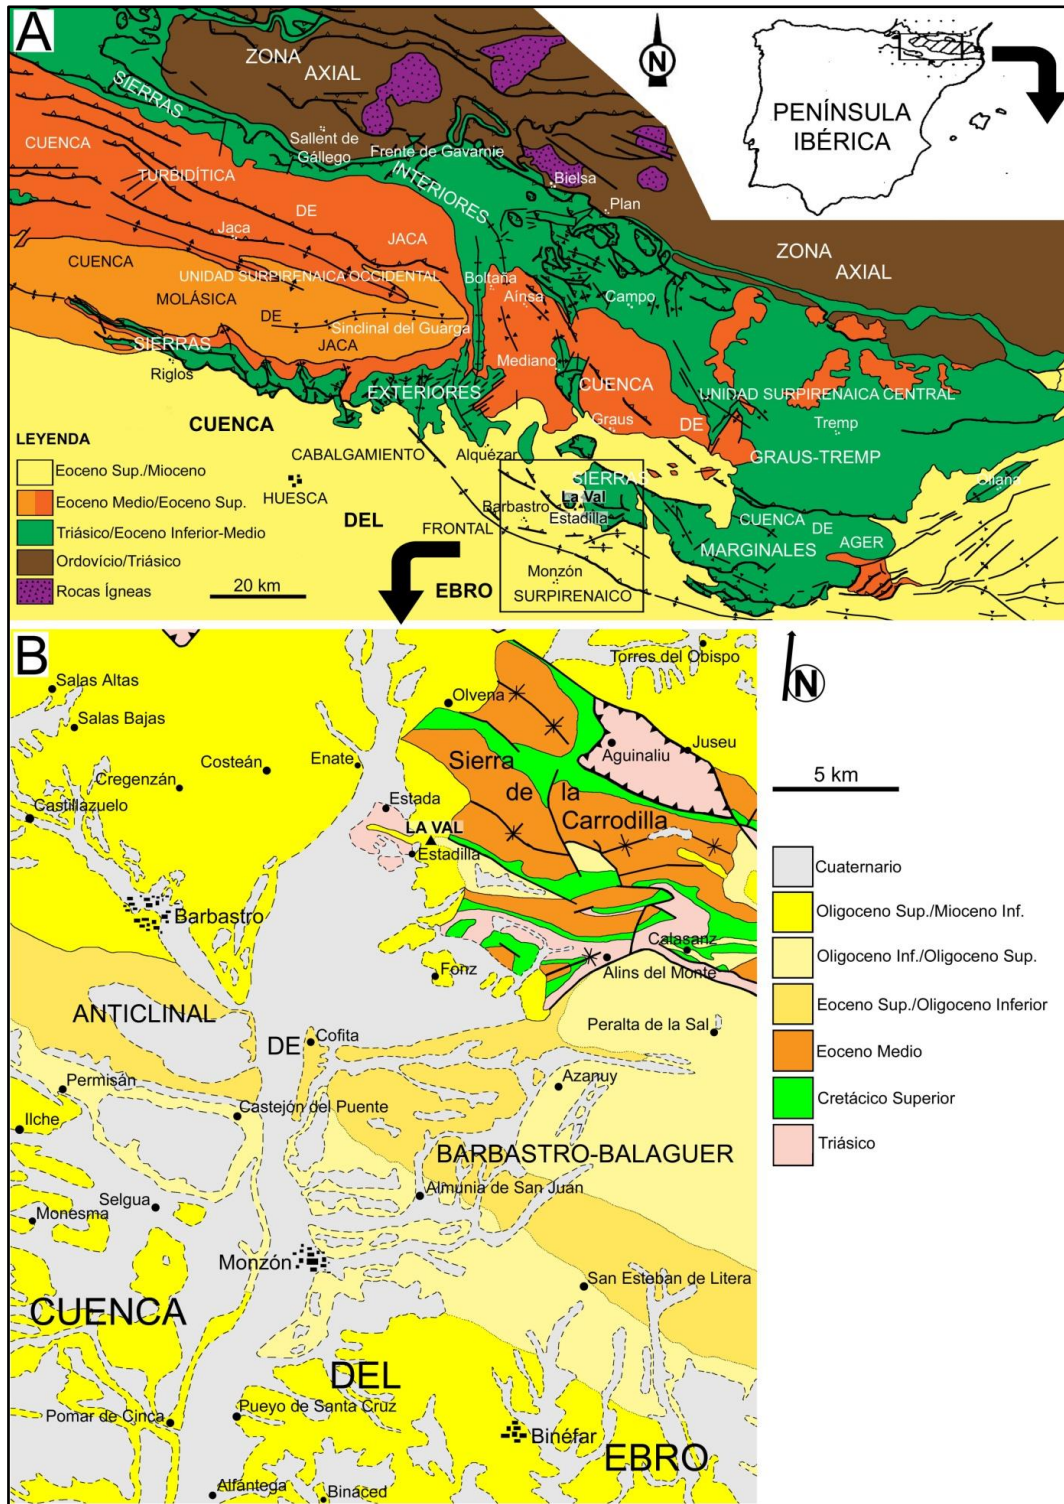 A
ZONA
AXIAL
SIERRAS
Sallent de
Gállego
Frente de Gavarnie
INTERIORES
Bielsa
Plan
N
PENÍNSULA
IBÉRICA
CUENCA
TURBIDÍTICA
DE
JACA
Jaca
ZONA
AXIAL
CUENCA
MOLÁSICA
DE
JACA
UNIDAD SURPIRENAICA OCCIDENTAL
Sinclinal del Guarga
Boltaña
Aínsa
Campo
Mediano
SIERRAS
EXTERIORES
Riglos
CUENCA
DE
GRAUS-TREMP
Graus
UNIDAD SURPIRENAICA CENTRAL
Tremp
Oliana
CUENCA
DEL
EBRO
CABALGAMIENTO
FRONTAL
SURPIRENAICO
Alquézar
HUESCA
SIERRAS
MARGINALES
La Val
Barbastro
Estadilla
Monzón
CUENCA
DE
AGER
LEYENDA
Eoceno Sup./Mioceno
Eoceno Medio/Eoceno Sup.
Triásico/Eoceno Inferior-Medio
Ordovício/Triásico
Rocas Ígneas
20 km
B
Torres del Obispo
Salas Altas
Olvena
Salas Bajas
Juseu
Aguinaliu
Costeán
Enate
Sierra
de la
Carrodilla
Cregenzán
Castillazuelo
Estada
LA VAL
Estadilla
Barbastro
Calasanz
Alins del Monte
Fonz
ANTICLINAL
DE
Cofita
Peralta de la Sal
Permisán
Azanuy
Castejón del Puente
Ilche
BARBASTRO-BALAGUER
Almunia de San Juan
Selgua
Monesma
Monzón
San Esteban de Litera
CUENCA
DEL
Pomar de Cinca
Pueyo de Santa Cruz
Binéfar
EBRO
Alfántega
Binaced
N
5 km
Cuaternario
Oligoceno Sup./Mioceno Inf.
Oligoceno Inf./Oligoceno Sup.
Eoceno Sup./Oligoceno Inferior
Eoceno Medio
Cretácico Superior
Triásico